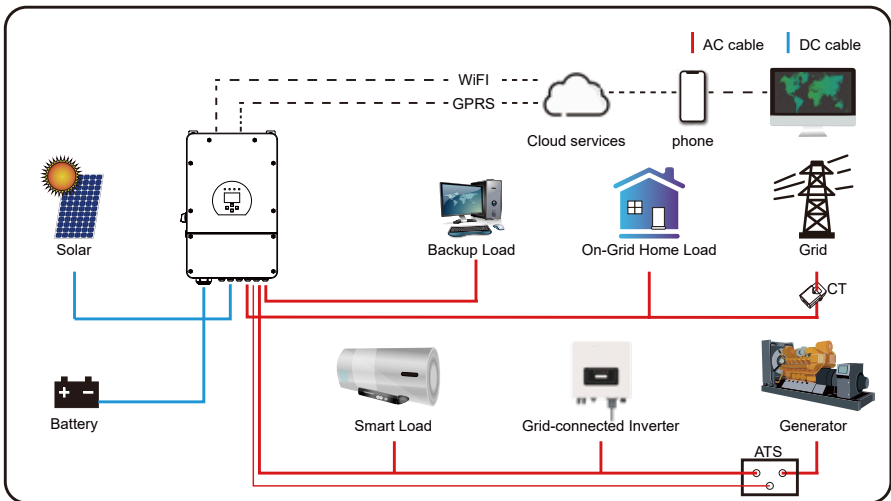 AC cable
DC cable
WiFI
GPRS
Cloud services
phone
Solar
Backup Load
On-Grid Home Load
Grid
CT
Battery
Smart Load
Grid-connected Inverter
Generator
ATS